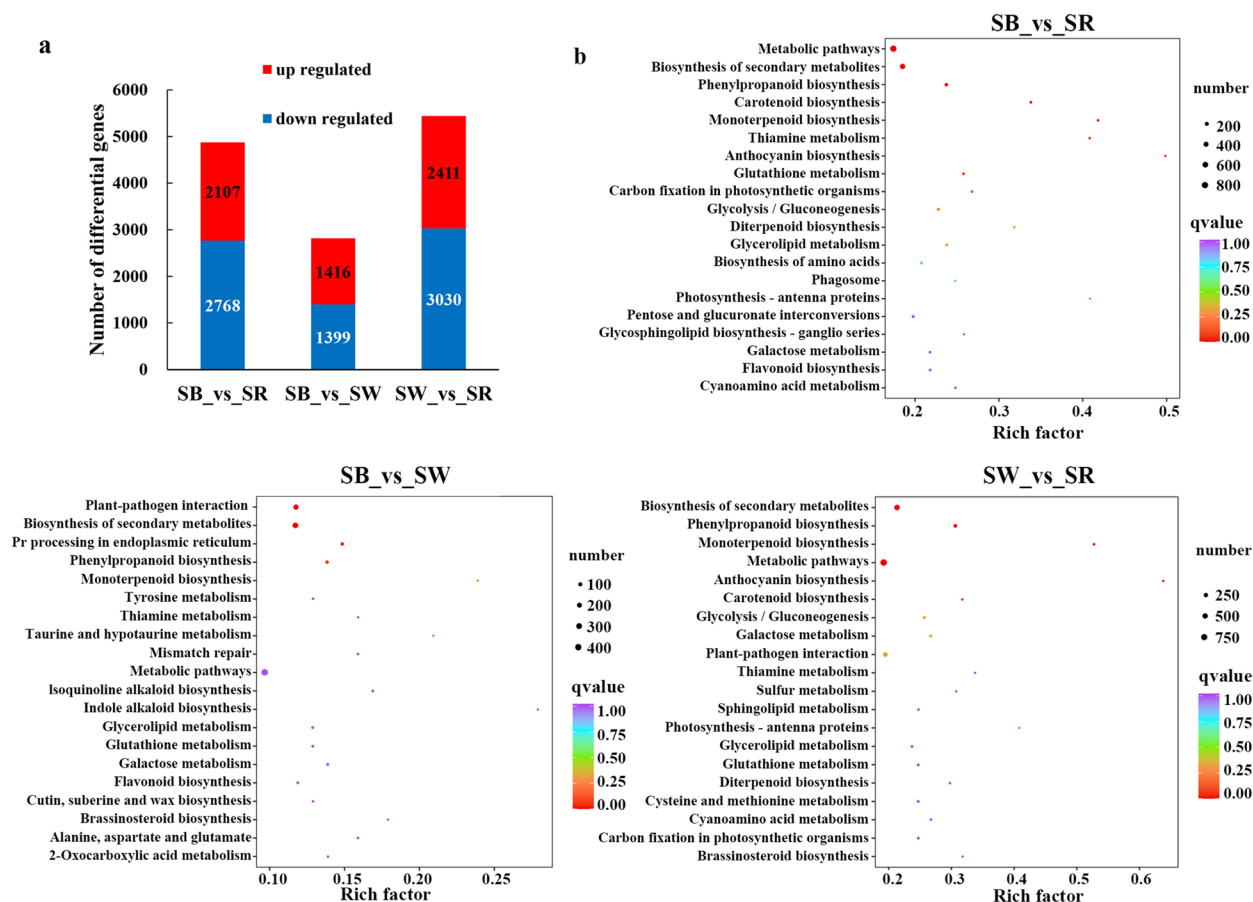 a
up regulated
down regulated
Number of differential genes
6000
5000
4000
3000
2000
1000
0
2107
2768
1416
1399
2411
3030
SB_vs_SR
SB_vs_SW
SW_vs_SR
b
SB_vs_SR
Metabolic pathways
Biosynthesis of secondary metabolites
Phenylpropanoid biosynthesis
Carotenoid biosynthesis
Monoterpenoid biosynthesis
Thiamine metabolism
Anthocyanin biosynthesis
Glutathione metabolism
Carbon fixation in photosynthetic organisms
Glycolysis / Gluconeogenesis
Diterpenoid biosynthesis
Glycerolipid metabolism
Biosynthesis of amino acids
Phagosome
Photosynthesis - antenna proteins
Pentose and glucuronate interconversions
Glycosphingolipid biosynthesis - ganglio series
Galactose metabolism
Flavonoid biosynthesis
Cyanoamino acid metabolism
0.2
0.3
0.4
0.5
Rich factor
number
200
400
600
800
qvalue
1.00
0.75
0.50
0.25
0.00
SB_vs_SW
Plant-pathogen interaction
Biosynthesis of secondary metabolites
Pr processing in endoplasmic reticulum
Phenylpropanoid biosynthesis
Monoterpenoid biosynthesis
Tyrosine metabolism
Thiamine metabolism
Taurine and hypotaurine metabolism
Mismatch repair
Metabolic pathways
Isoquinoline alkaloid biosynthesis
Indole alkaloid biosynthesis
Glycerolipid metabolism
Glutathione metabolism
Galactose metabolism
Flavonoid biosynthesis
Cutin, suberine and wax biosynthesis
Brassinosteroid biosynthesis
Alanine, aspartate and glutamate
2-Oxocarboxylic acid metabolism
0.10
0.15
0.20
0.25
Rich factor
number
100
200
300
400
qvalue
1.00
0.75
0.50
0.25
0.00
SW_vs_SR
Biosynthesis of secondary metabolites
Phenylpropanoid biosynthesis
Monoterpenoid biosynthesis
Metabolic pathways
Anthocyanin biosynthesis
Carotenoid biosynthesis
Glycolysis / Gluconeogenesis
Galactose metabolism
Plant-pathogen interaction
Thiamine metabolism
Sulfur metabolism
Sphingolipid metabolism
Photosynthesis - antenna proteins
Glycerolipid metabolism
Glutathione metabolism
Diterpenoid biosynthesis
Cysteine and methionine metabolism
Cyanoamino acid metabolism
Carbon fixation in photosynthetic organisms
Brassinosteroid biosynthesis
0.2
0.3
0.4
0.5
0.6
Rich factor
number
250
500
750
qvalue
1.00
0.75
0.50
0.25
0.00